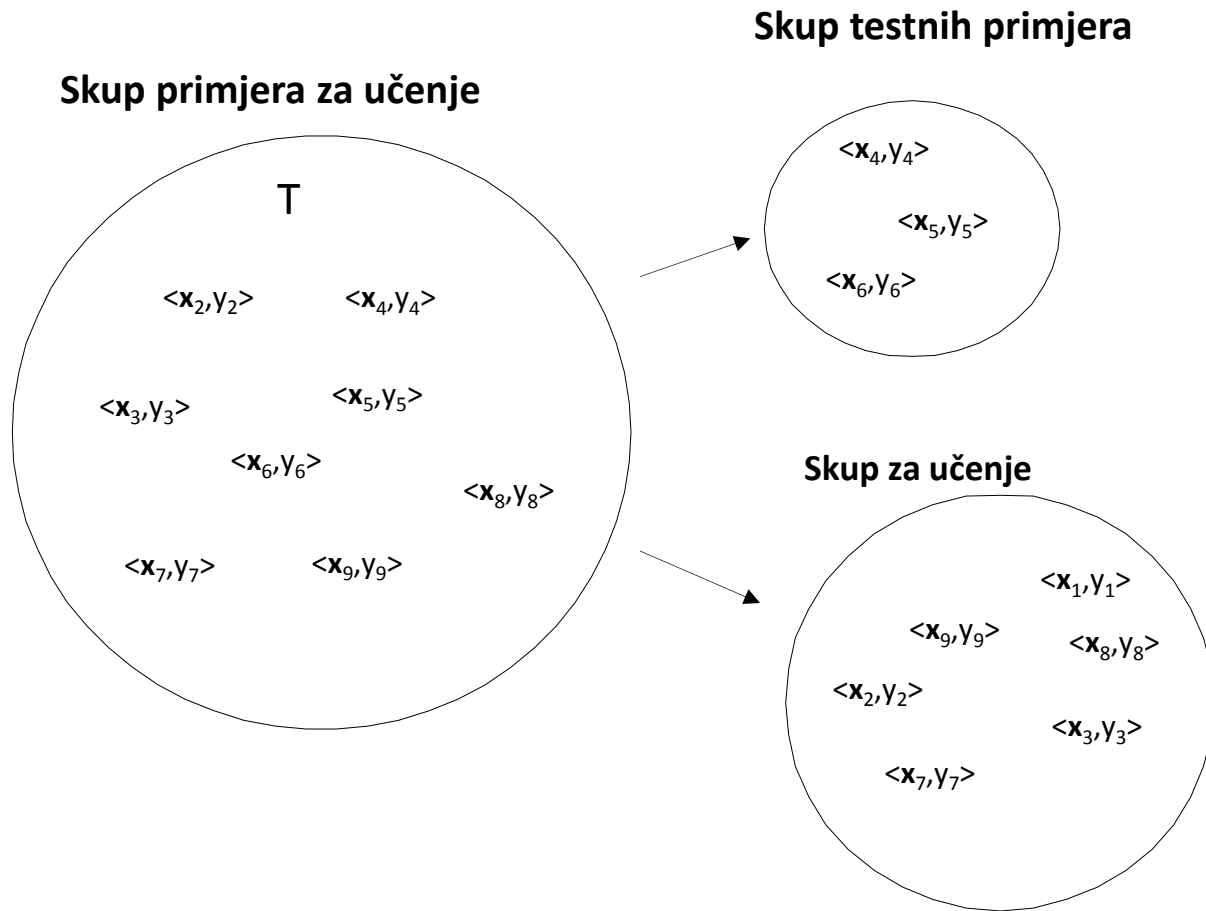 Skup primjera za učenje
T
<x₂,y₂>
<x₄,y₄>
<x₃,y₃>
<x₅,y₅>
<x₆,y₆>
<x₈,y₈>
<x₇,y₇>
<x₉,y₉>
Skup testnih primjera
<x₄,y₄>
<x₅,y₅>
<x₆,y₆>
Skup za učenje
<x₁,y₁>
<x₉,y₉>
<x₈,y₈>
<x₂,y₂>
<x₃,y₃>
<x₇,y₇>